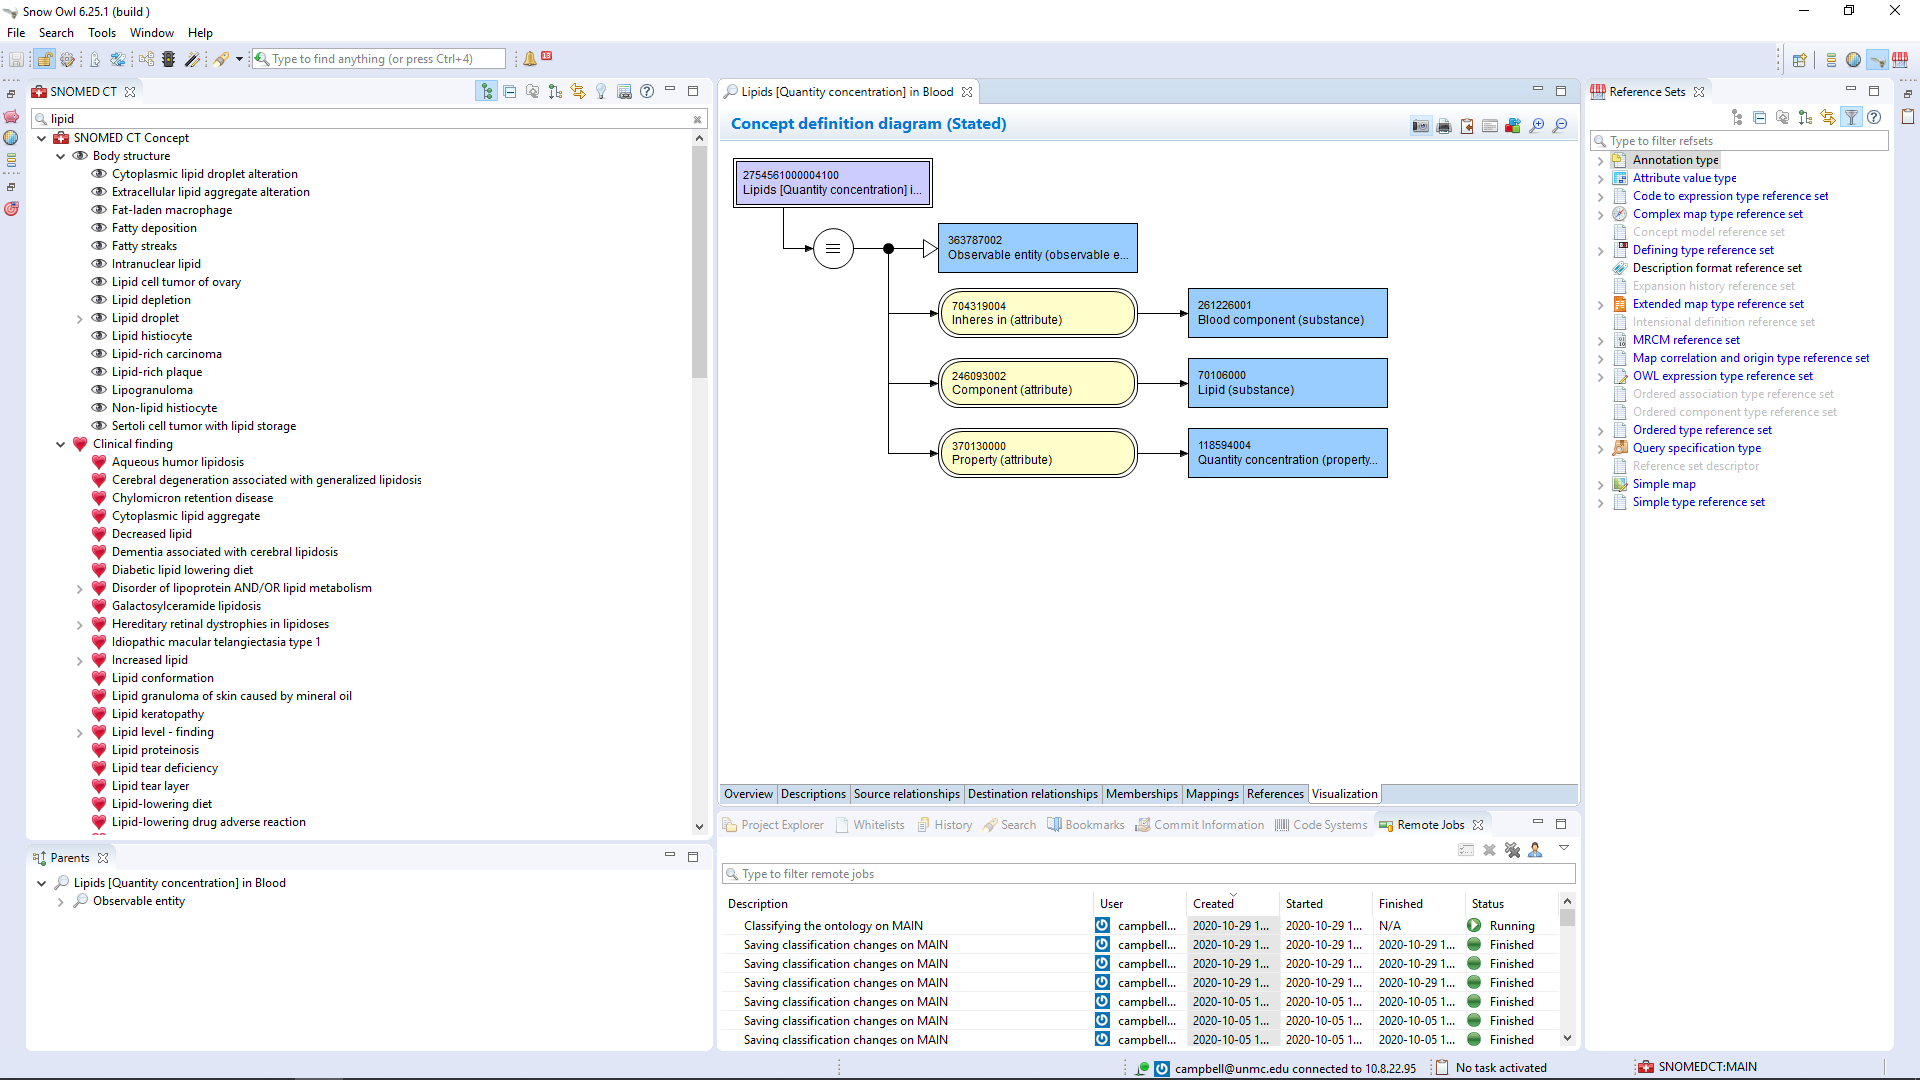 Snow Owl 6.25.1 (build )
File Search Tools Window Help
Type to find anything (or press Ctrl+4)
13
SNOMED CT
lipid
SNOMED CT Concept
Body structure
Cytoplasmic lipid droplet alteration
Extracellular lipid aggregate alteration
Fat-laden macrophage
Fatty deposition
Fatty streaks
Intranuclear lipid
Lipid cell tumor of ovary
Lipid depletion
Lipid droplet
Lipid histiocyte
Lipid-rich carcinoma
Lipid-rich plaque
Lipogranuloma
Non-lipid histiocyte
Sertoli cell tumor with lipid storage
Clinical finding
Aqueous humor lipidosis
Cerebral degeneration associated with generalized lipidosis
Chylomicron retention disease
Cytoplasmic lipid aggregate
Decreased lipid
Dementia associated with cerebral lipidosis
Diabetic lipid lowering diet
Disorder of lipoprotein AND/OR lipid metabolism
Galactosylceramide lipidosis
Hereditary retinal dystrophies in lipidoses
Idiopathic macular telangiectasia type 1
Increased lipid
Lipid conformation
Lipid granuloma of skin caused by mineral oil
Lipid keratopathy
Lipid level - finding
Lipid proteinosis
Lipid tear deficiency
Lipid tear layer
Lipid-lowering diet
Lipid-lowering drug adverse reaction
Parents
Lipids [Quantity concentration] in Blood
Observable entity
Lipids [Quantity concentration] in Blood
Concept definition diagram (Stated)
2754561000004100
Lipids [Quantity concentration] i...
363787002
Observable entity (observable e...
704319004
Inheres in (attribute)
261226001
Blood component (substance)
246093002
Component (attribute)
70106000
Lipid (substance)
370130000
Property (attribute)
118594004
Quantity concentration (property...
Overview Descriptions Source relationships Destination relationships Memberships Mappings References Visualization
Project Explorer Whitelists History Search Bookmarks Commit Information Code Systems Remote Jobs
Type to filter remote jobs
Description User Created Started Finished Status
Classifying the ontology on MAIN campbell... 2020-10-29 1... 2020-10-29 1... N/A Running
Saving classification changes on MAIN campbell... 2020-10-29 1... 2020-10-29 1... 2020-10-29 1... Finished
Saving classification changes on MAIN campbell... 2020-10-29 1... 2020-10-29 1... 2020-10-29 1... Finished
Saving classification changes on MAIN campbell... 2020-10-29 1... 2020-10-29 1... 2020-10-29 1... Finished
Saving classification changes on MAIN campbell... 2020-10-05 1... 2020-10-05 1... 2020-10-05 1... Finished
Saving classification changes on MAIN campbell... 2020-10-05 1... 2020-10-05 1... 2020-10-05 1... Finished
Saving classification changes on MAIN campbell... 2020-10-05 1... 2020-10-05 1... 2020-10-05 1... Finished
Reference Sets
Type to filter refsets
Annotation type
Attribute value type
Code to expression type reference set
Complex map type reference set
Concept model reference set
Defining type reference set
Description format reference set
Expansion history reference set
Extended map type reference set
Intensional definition reference set
MRCM reference set
Map correlation and origin type reference set
OWL expression type reference set
Ordered association type reference set
Ordered component type reference set
Ordered type reference set
Query specification type
Reference set descriptor
Simple map
Simple type reference set
campbell@unmc.edu connected to 10.8.22.95 No task activated SNOMEDCT:MAIN